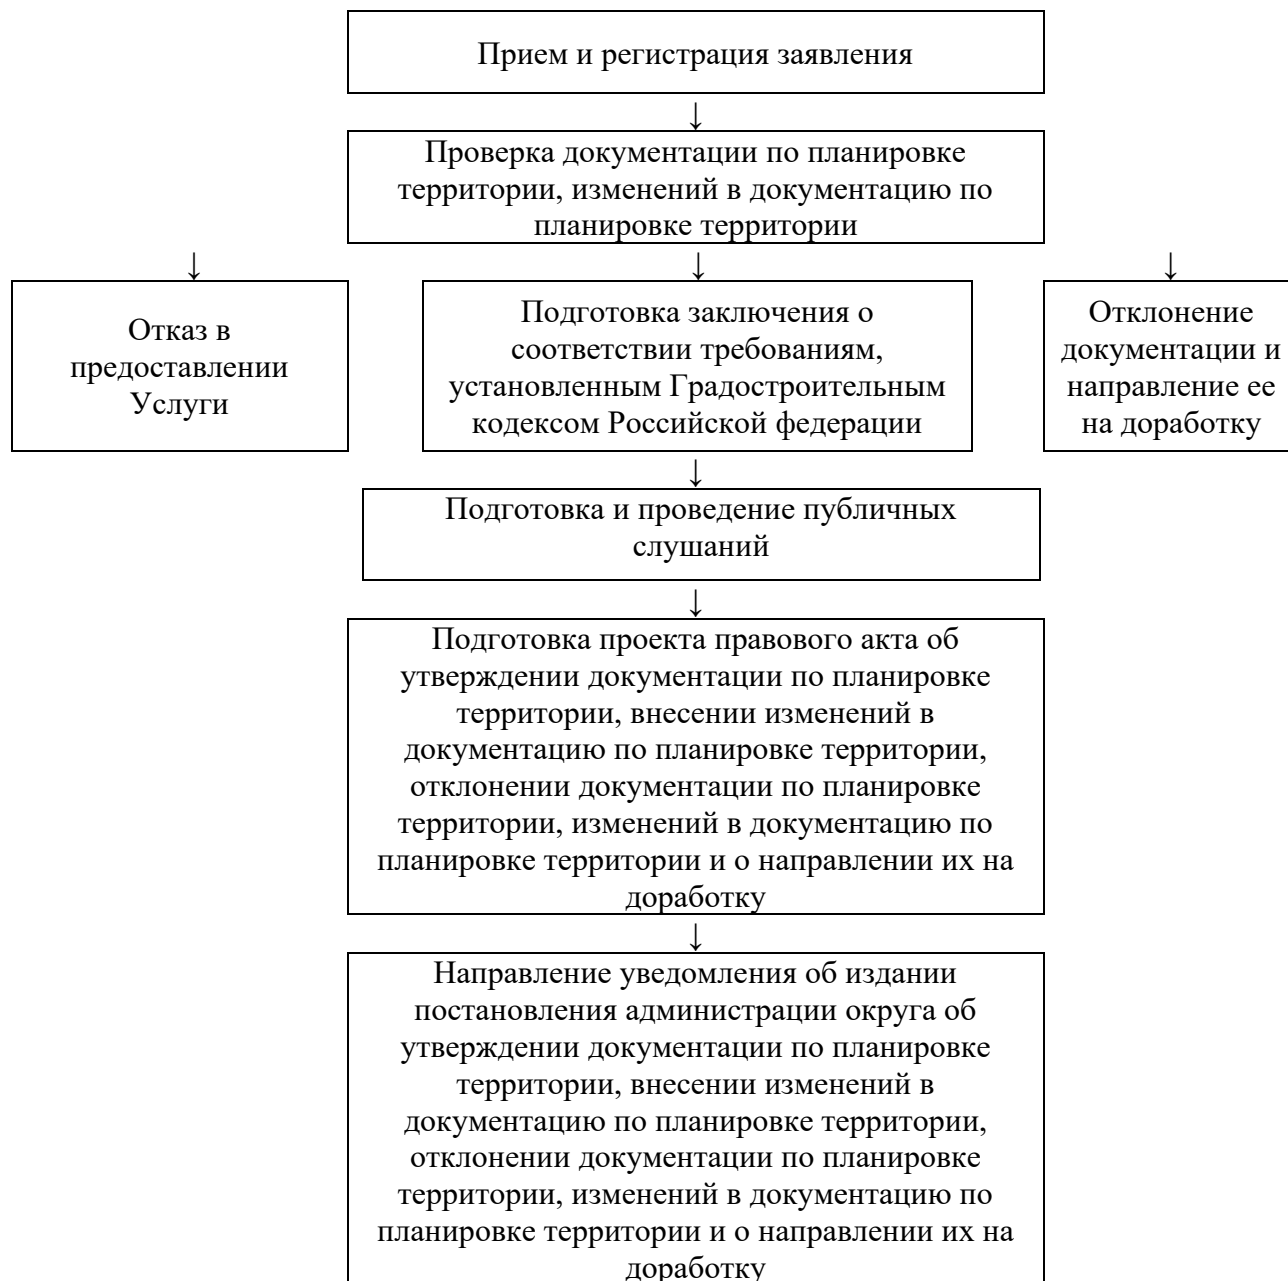 Прием и регистрация заявления
↓
Проверка документации по планировке
территории, изменений в документацию по
планировке территории
↓ ↓ ↓
Отказ в
предоставлении
Услуги
Подготовка заключения о
соответствии требованиям,
установленным Градостроительным
кодексом Российской федерации
Отклонение
документации и
направление ее
на доработку
↓
Подготовка и проведение публичных
слушаний
↓
Подготовка проекта правового акта об
утверждении документации по планировке
территории, внесении изменений в
документацию по планировке территории,
отклонении документации по планировке
территории, изменений в документацию по
планировке территории и о направлении их на
доработку
↓
Направление уведомления об издании
постановления администрации округа об
утверждении документации по планировке
территории, внесении изменений в
документацию по планировке территории,
отклонении документации по планировке
территории, изменений в документацию по
планировке территории и о направлении их на
доработку